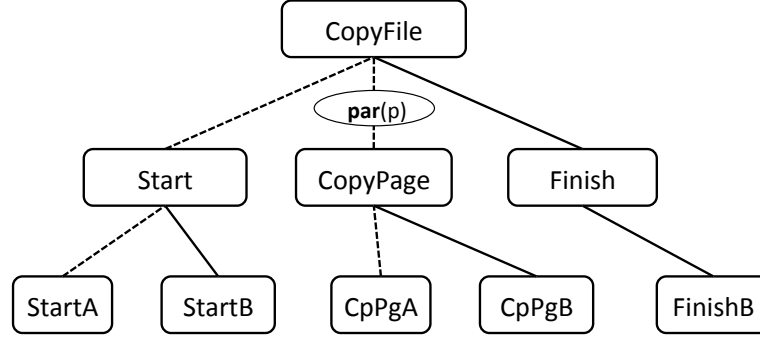 CopyFile
par(p)
Start
CopyPage
Finish
StartA
StartB
CpPgA
CpPgB
FinishB